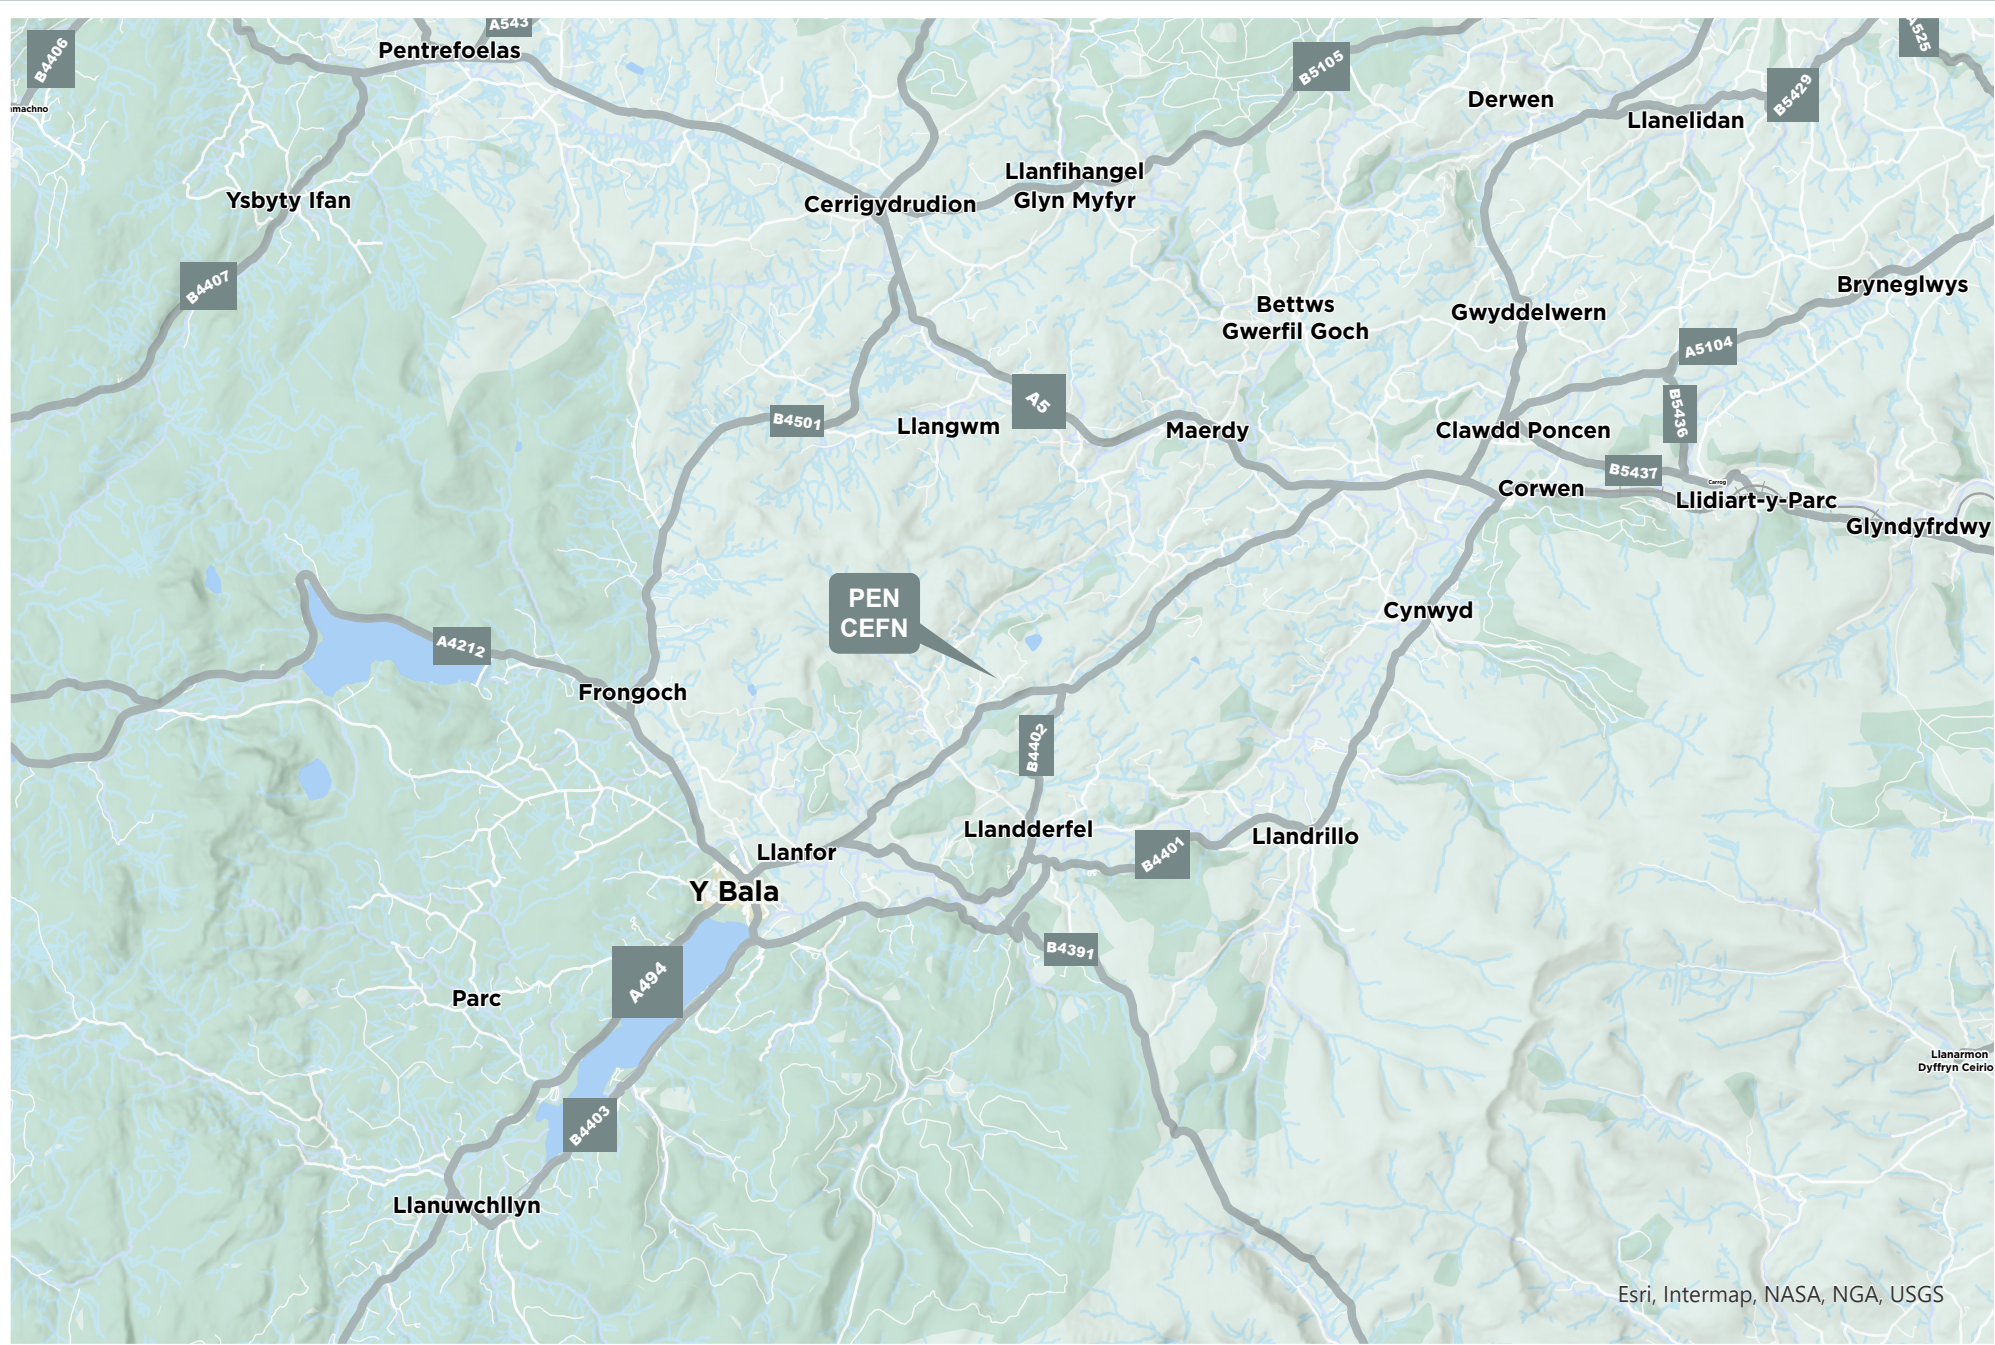 A543
B4406
Pentrefoelas
A525
B5105
B5429
Derwen
Llanelidan
Llanfihangel
Glyn Myfyr
Ysbyty Ifan
Cerrigydrudion
B4407
Bryneglwys
Bettws
Gwerfil Goch
Gwyddelwern
A5104
A5
B5436
B4501
Llangwm
Maerdy
Clawdd Poncen
B5437
Carrog
Corwen
Llidiart-y-Parc
Glyndyfrdwy
PEN
CEFN
Cynwyd
A4212
Frongoch
B4402
Llandderfel
Llandrillo
B4401
Llanfor
Y Bala
B4391
A494
Parc
Llanarmon
Dyffryn Ceirio
B4403
Llanuwchllyn
Esri, Intermap, NASA, NGA, USGS